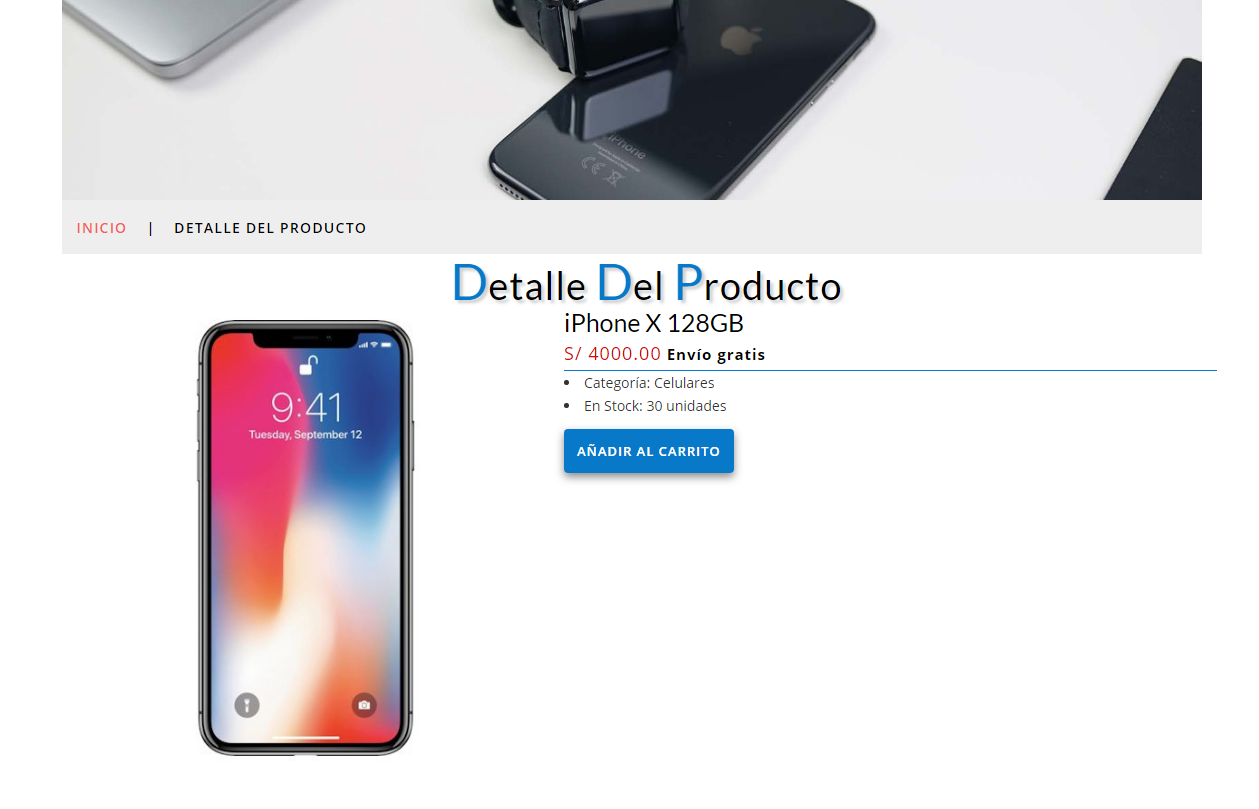 iPhone
INICIO | DETALLE DEL PRODUCTO
Detalle Del Producto
iPhone X 128GB
S/ 4000.00 Envío gratis
• Categoría: Celulares
• En Stock: 30 unidades
AÑADIR AL CARRITO
9:41
Tuesday, September 12